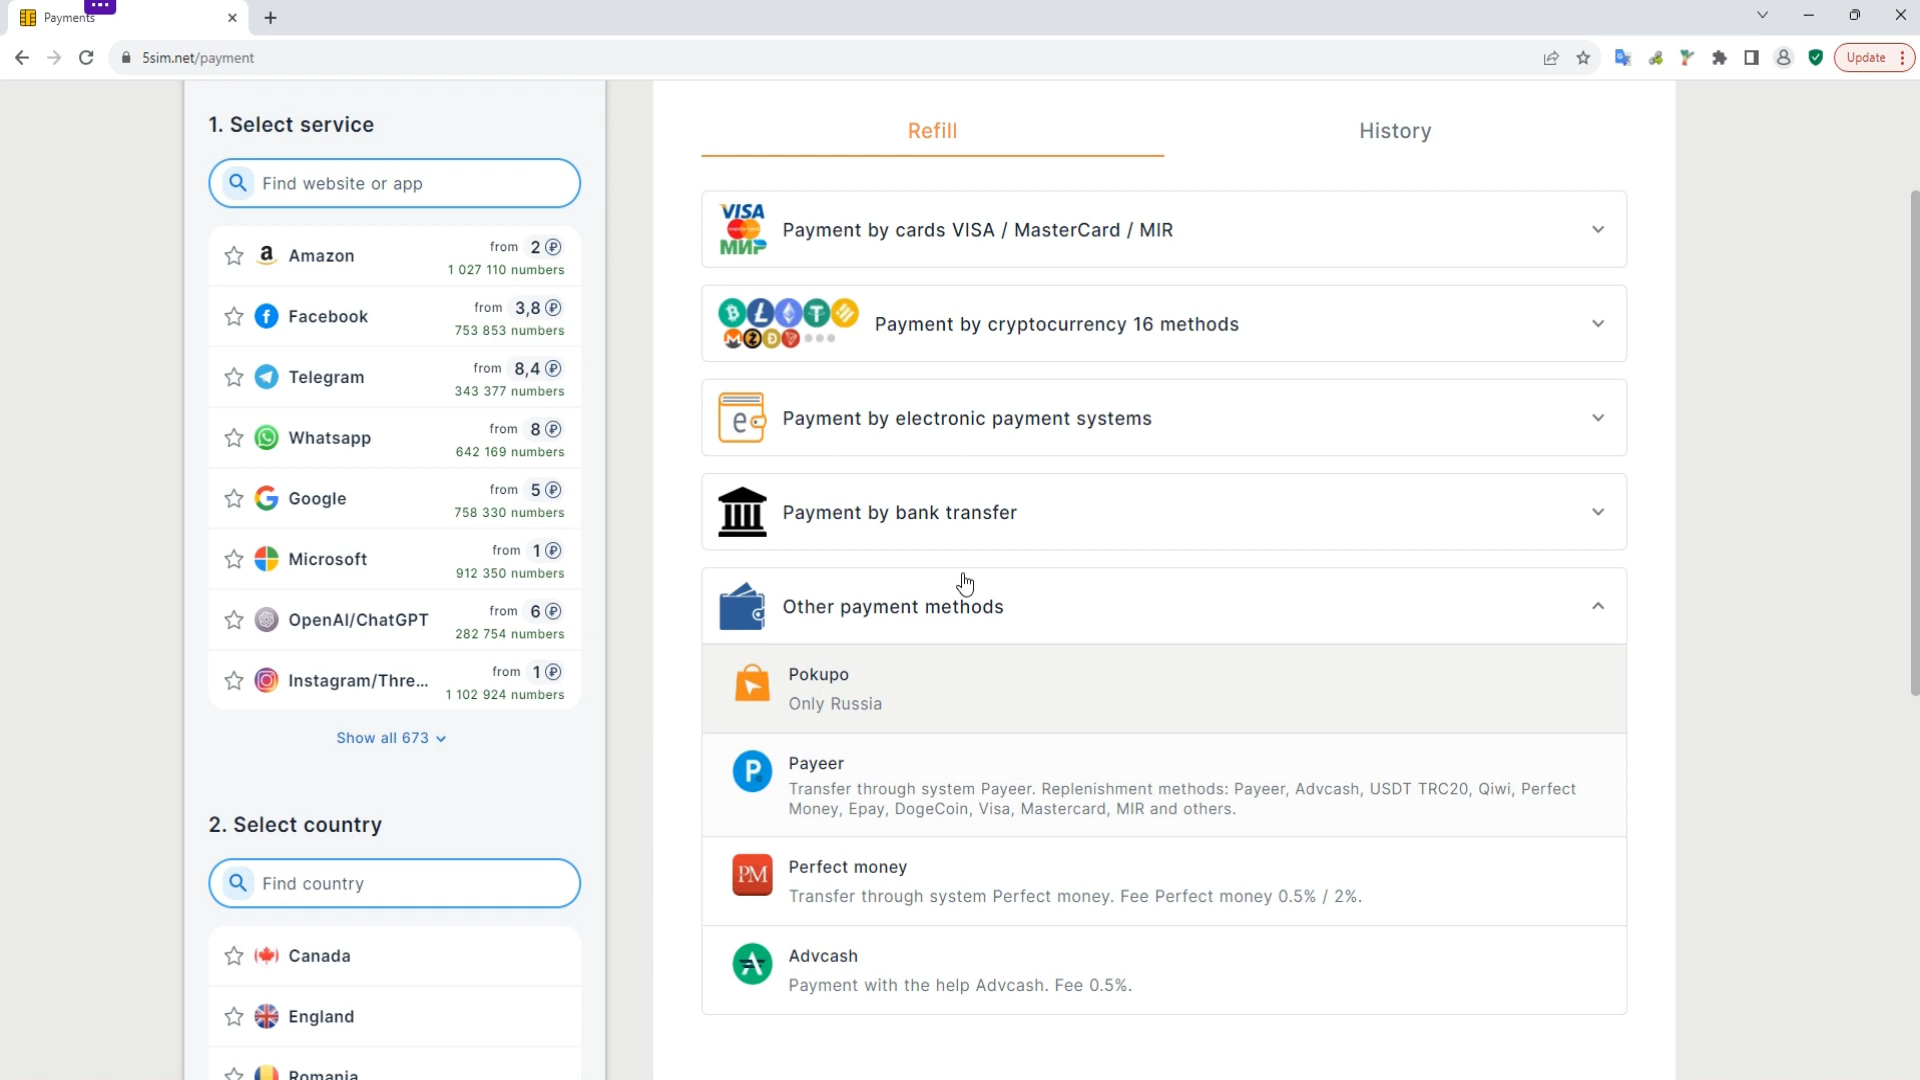 Payments
5sim.net/payment
Update
1. Select service
Find website or app
Amazon
from 2 ₽
1 027 110 numbers
Facebook
from 3,8 ₽
753 853 numbers
Telegram
from 8,4 ₽
343 377 numbers
Whatsapp
from 8 ₽
642 169 numbers
Google
from 5 ₽
758 330 numbers
Microsoft
from 1 ₽
912 350 numbers
OpenAI/ChatGPT
from 6 ₽
282 754 numbers
Instagram/Thre...
from 1 ₽
1 102 924 numbers
Show all 673
2. Select country
Find country
Canada
England
Romania
Refill
History
VISA
mastercard
МИР
Payment by cards VISA / MasterCard / MIR
Payment by cryptocurrency 16 methods
e
Payment by electronic payment systems
Payment by bank transfer
Other payment methods
Pokupo
Only Russia
P
Payeer
Transfer through system Payeer. Replenishment methods: Payeer, Advcash, USDT TRC20, Qiwi, Perfect
Money, Epay, DogeCoin, Visa, Mastercard, MIR and others.
PM
Perfect money
Transfer through system Perfect money. Fee Perfect money 0.5% / 2%.
Advcash
Payment with the help Advcash. Fee 0.5%.